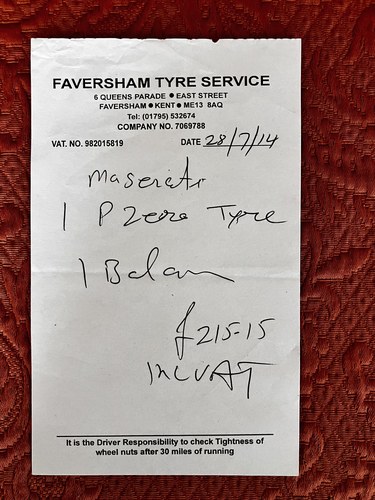 FAVERSHAM TYRE SERVICE
6 QUEENS PARADE ● EAST STREET
FAVERSHAM ● KENT ● ME13 8AQ
Tel: (01795) 532674
COMPANY NO. 7069788
VAT. NO. 982015819 DATE 28/7/14
Maserati
1 P Zero Tyre
1 Balan
£215-15
INC VAT
It is the Driver Responsibility to check Tightness of
wheel nuts after 30 miles of running